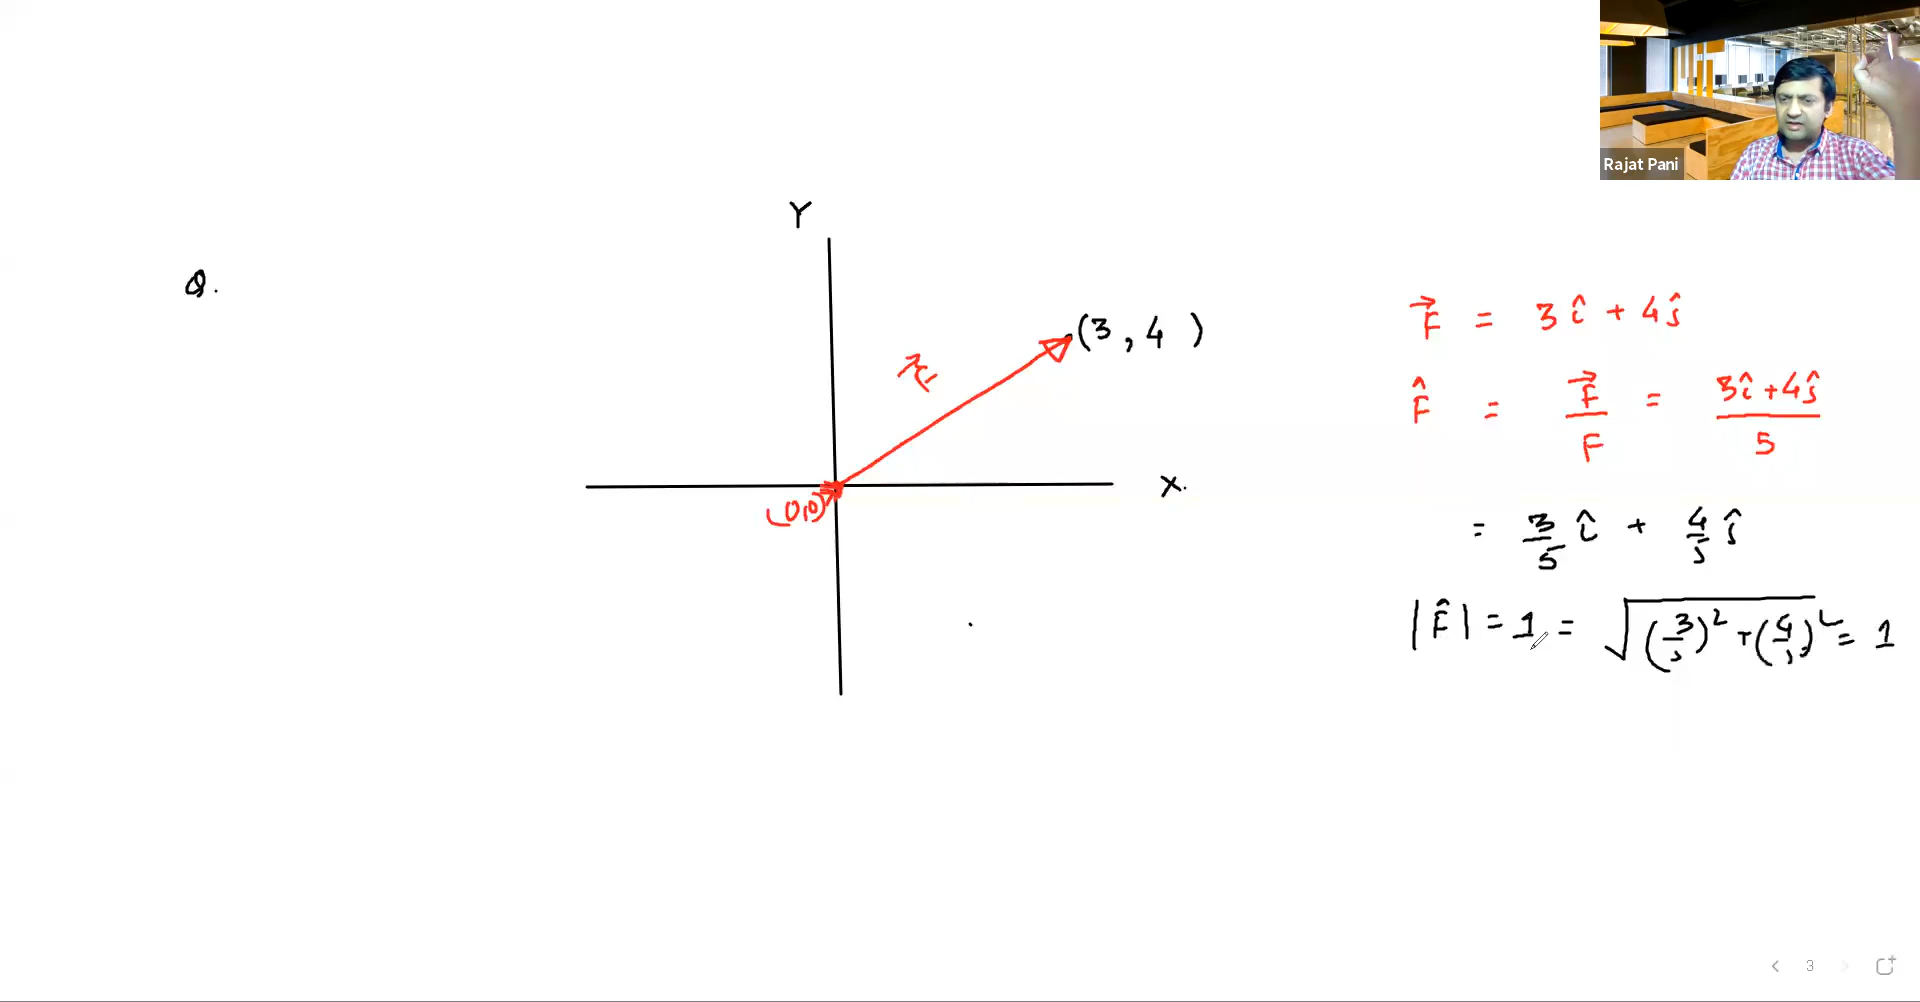 Rajat Pani
Y
Q.
(3, 4 )
F⃗
X.
(0,0)
F⃗ = 3î + 4ĵ
F̂ = F⃗/F = (3î+4ĵ)/5
= 3/5 î + 4/5 ĵ
|F̂| = 1 = √((3/5)² + (4/5)²) = 1
3